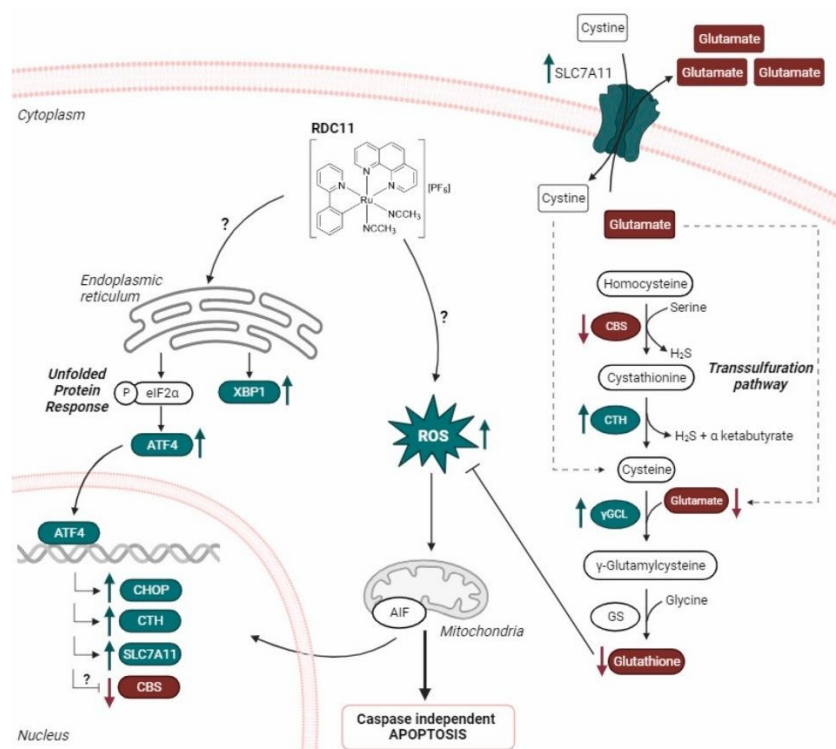 Cystine
Glutamate
SLC7A11
Glutamate
Glutamate
Cytoplasm
RDC11
N
N
N
Ru
NCCH₃
NCCH₃
[PF₆]
Cystine
Glutamate
?
?
Endoplasmic
reticulum
Homocysteine
Serine
CBS
H₂S
Unfolded
Protein
Response
P
eIF2α
XBP1
Cystathionine
Transsulfuration
pathway
ATF4
ROS
CTH
H₂S + α ketabutyrate
Cysteine
γGCL
Glutamate
ATF4
γ-Glutamylcysteine
CHOP
AIF
Mitochondria
GS
Glycine
CTH
SLC7A11
Glutathione
?
CBS
Caspase independent
APOPTOSIS
Nucleus